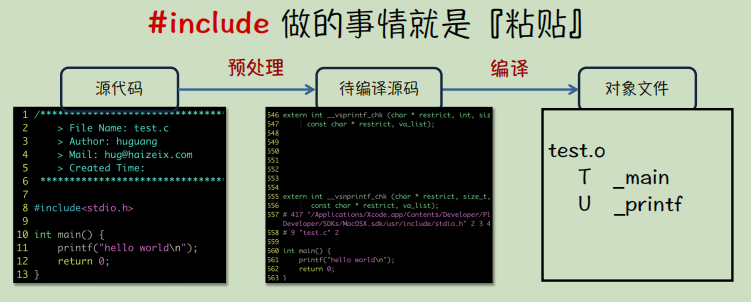 #include 做的事情就是『粘贴』
源代码
预处理
待编译源码
编译
对象文件
1 /********************************
2 > File Name: test.c
3 > Author: huguang
4 > Mail: hug@haizeix.com
5 > Created Time:
6 ********************************
7
8 #include<stdio.h>
9
10 int main() {
11 printf("hello world\n");
12 return 0;
13 }
546 extern int __vsprintf_chk (char * restrict, int, siz
547 const char * restrict, va_list);
548
549
550
551
552
553
554
555 extern int __vsnprintf_chk (char * restrict, size_t,
556 const char * restrict, va_list);
557 # 417 "/Applications/Xcode.app/Contents/Developer/Pl
Developer/SDKs/MacOSX.sdk/usr/include/stdio.h" 2 3 4
558 # 9 "test.c" 2
559
560 int main() {
561 printf("hello world\n");
562 return 0;
563 }
test.o
T _main
U _printf